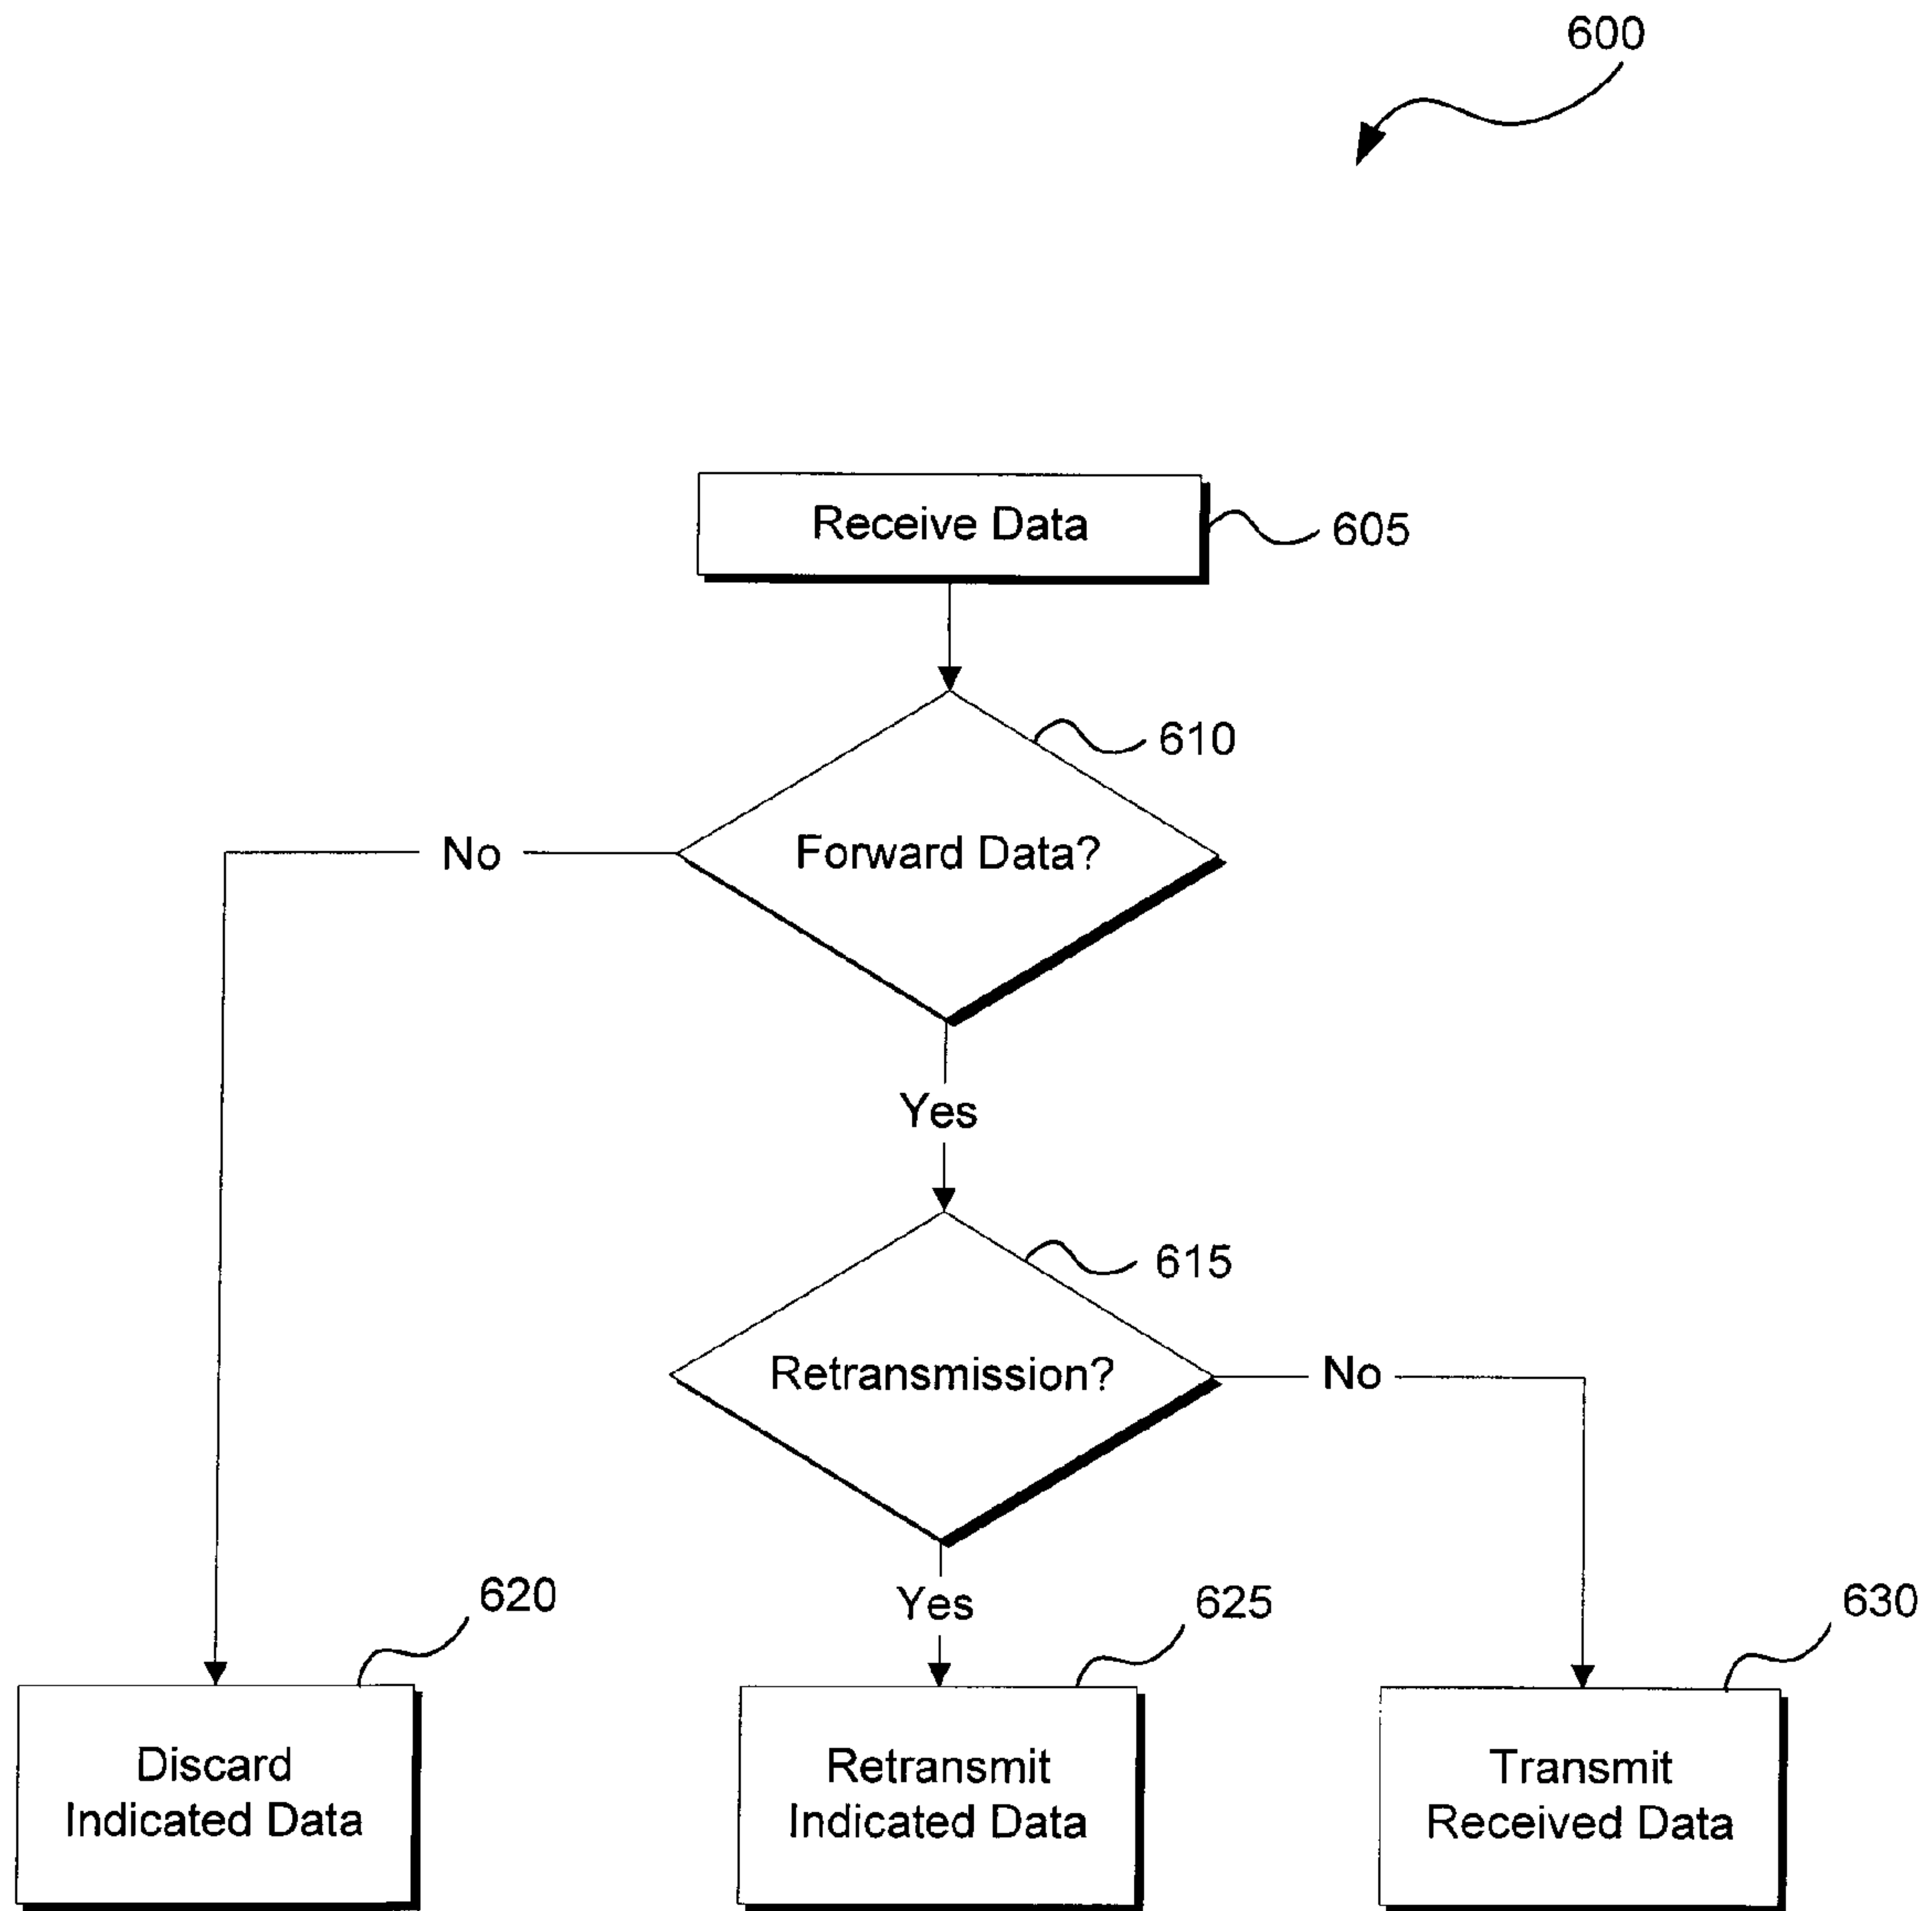 600
Receive Data
605
610
No
Forward Data?
Yes
615
Retransmission?
No
620
Yes
625
630
Discard
Indicated Data
Retransmit
Indicated Data
Transmit
Received Data